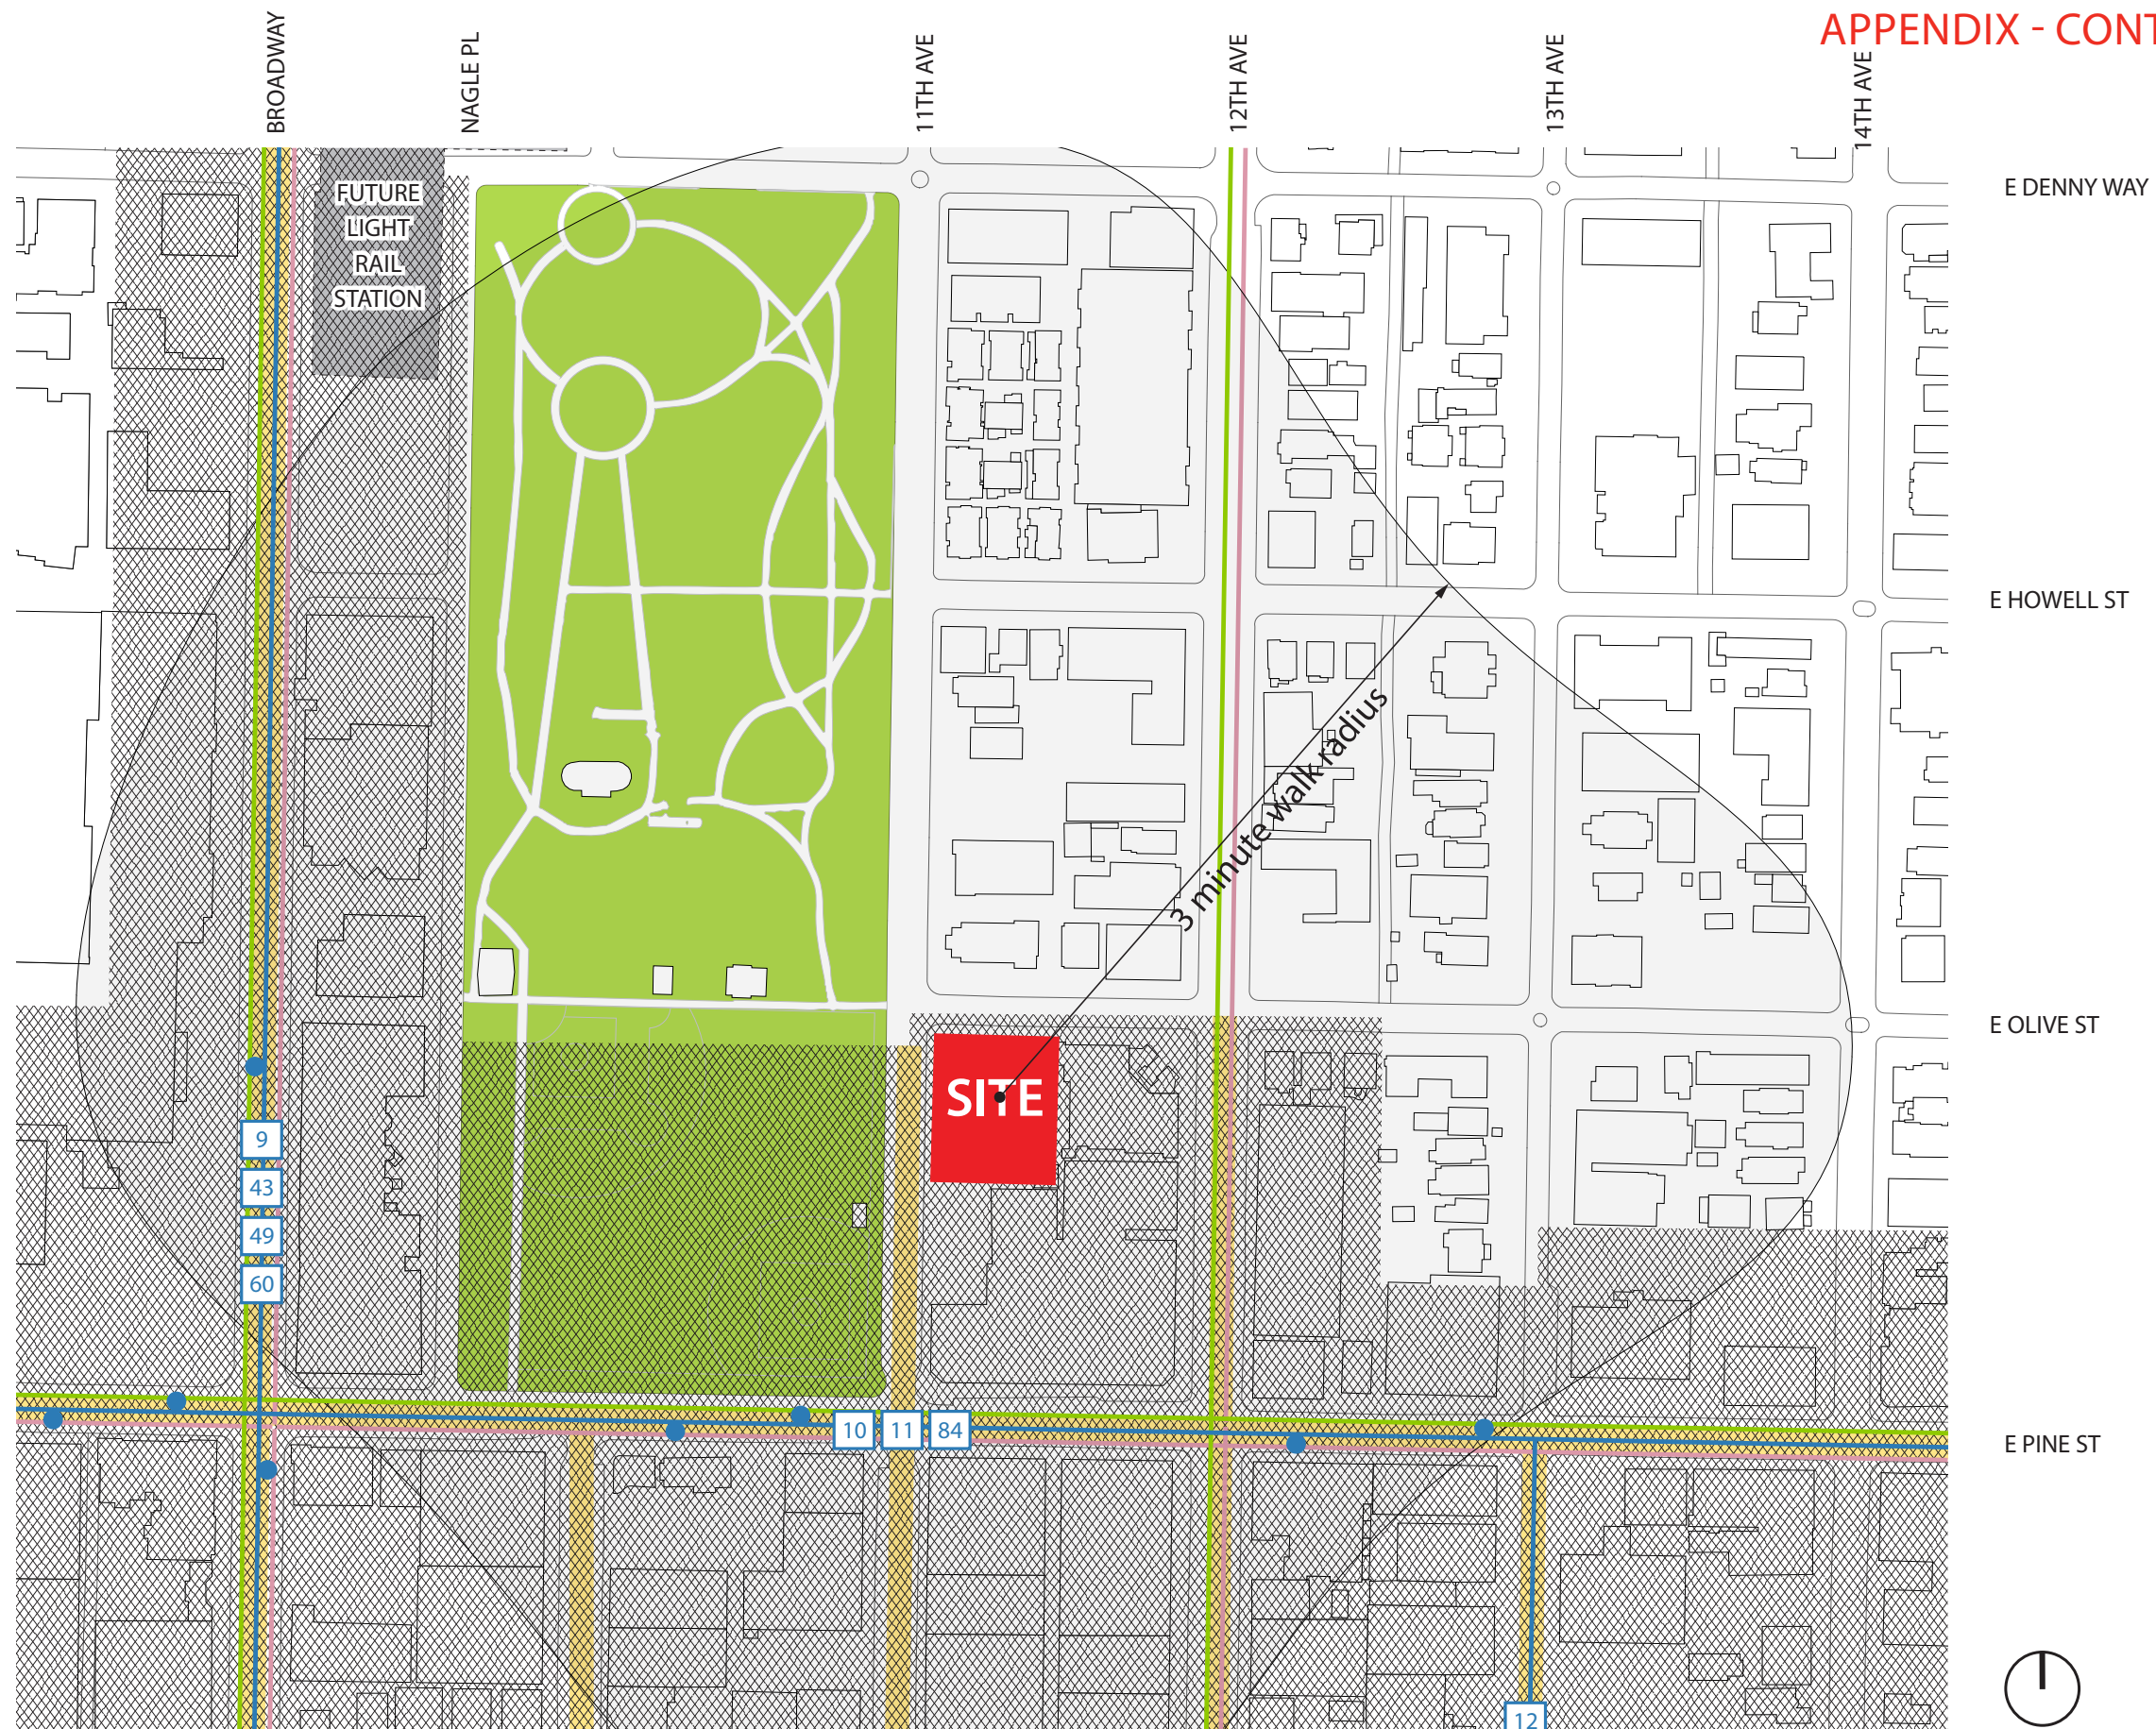 APPENDIX - CONT
BROADWAY
NAGLE PL
11TH AVE
12TH AVE
13TH AVE
14TH AVE
E DENNY WAY
FUTURE
LIGHT
RAIL
STATION
E HOWELL ST
3 minute walk radius
E OLIVE ST
SITE
9
43
49
60
10
11
84
E PINE ST
12